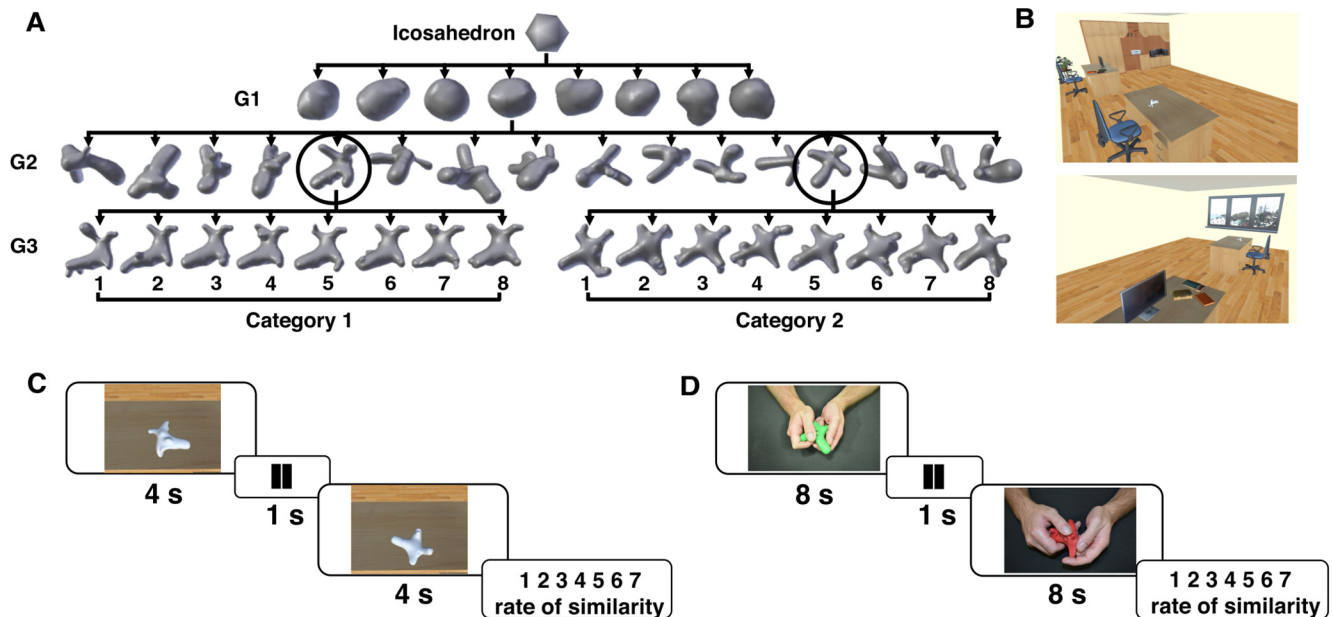 A
Icosahedron
G1
G2
G3
1 2 3 4 5 6 7 8
Category 1
1 2 3 4 5 6 7 8
Category 2
B
C
4 s
1 s
4 s
1 2 3 4 5 6 7
rate of similarity
D
8 s
1 s
8 s
1 2 3 4 5 6 7
rate of similarity